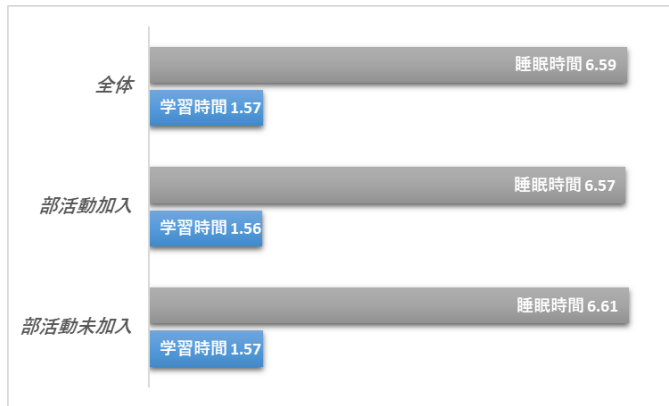 全体
睡眠時間 6.59
学習時間 1.57
部活動加入
睡眠時間 6.57
学習時間 1.56
部活動未加入
睡眠時間 6.61
学習時間 1.57